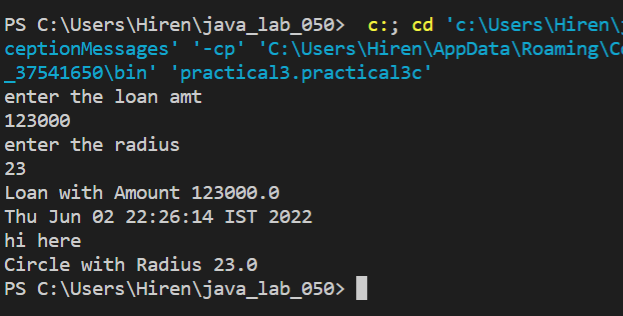 PS C:\Users\Hiren\java_lab_050>  c:; cd 'c:\Users\Hiren\
ceptionMessages' '-cp' 'C:\Users\Hiren\AppData\Roaming\
_37541650\bin' 'practical3.practical3c'
enter the loan amt
123000
enter the radius
23
Loan with Amount 123000.0
Thu Jun 02 22:26:14 IST 2022
hi here
Circle with Radius 23.0
PS C:\Users\Hiren\java_lab_050>